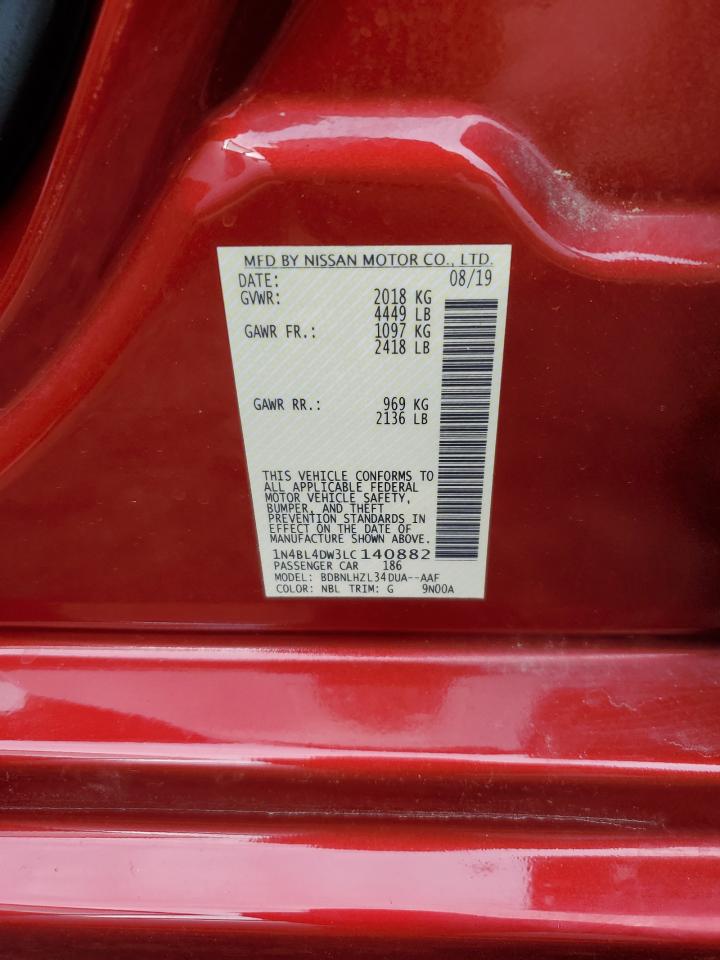 MFD BY NISSAN MOTOR CO., LTD.
DATE: 08/19
GVWR: 2018 KG
4449 LB
GAWR FR.: 1097 KG
2418 LB
GAWR RR.: 969 KG
2136 LB
THIS VEHICLE CONFORMS TO
ALL APPLICABLE FEDERAL
MOTOR VEHICLE SAFETY,
BUMPER, AND THEFT
PREVENTION STANDARDS IN
EFFECT ON THE DATE OF
MANUFACTURE SHOWN ABOVE.
1N4BL4DW3LC140882
PASSENGER CAR 186
MODEL: BDBNLHZL34DUA--AAF
COLOR: NBL TRIM: G 9N00A